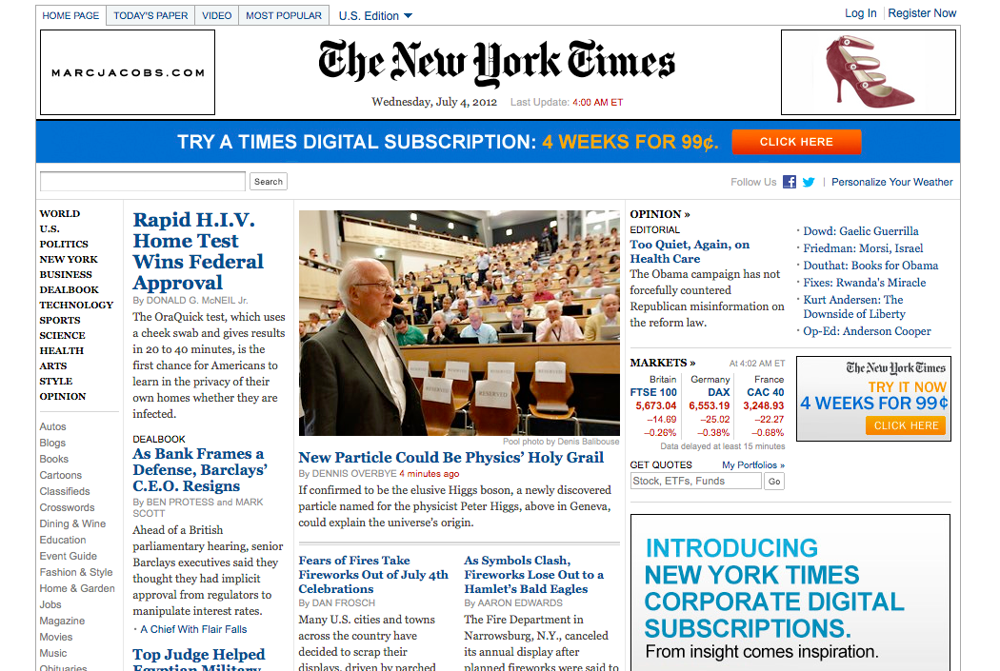 HOME PAGE
TODAY'S PAPER
VIDEO
MOST POPULAR
U.S. Edition
Log In
Register Now
MARCJACOBS.COM
The New York Times
Wednesday, July 4, 2012 Last Update: 4:00 AM ET
TRY A TIMES DIGITAL SUBSCRIPTION: 4 WEEKS FOR 99¢.
CLICK HERE
Search
Follow Us
| Personalize Your Weather
WORLD
U.S.
POLITICS
NEW YORK
BUSINESS
DEALBOOK
TECHNOLOGY
SPORTS
SCIENCE
HEALTH
ARTS
STYLE
OPINION
Autos
Blogs
Books
Cartoons
Classifieds
Crosswords
Dining & Wine
Education
Event Guide
Fashion & Style
Home & Garden
Jobs
Magazine
Movies
Music
Obituaries
Rapid H.I.V.
Home Test
Wins Federal
Approval
By DONALD G. McNEIL Jr.
The OraQuick test, which uses
a cheek swab and gives results
in 20 to 40 minutes, is the
first chance for Americans to
learn in the privacy of their
own homes whether they are
infected.
DEALBOOK
As Bank Frames a
Defense, Barclays'
C.E.O. Resigns
By BEN PROTESS and MARK
SCOTT
Ahead of a British
parliamentary hearing, senior
Barclays executives said they
thought they had implicit
approval from regulators to
manipulate interest rates.
· A Chief With Flair Falls
Top Judge Helped
Egyptian Military
RESERVED
RESERVED
RESERVED
RESERVED
RESERVED
Pool photo by Denis Balibouse
New Particle Could Be Physics' Holy Grail
By DENNIS OVERBYE 4 minutes ago
If confirmed to be the elusive Higgs boson, a newly discovered
particle named for the physicist Peter Higgs, above in Geneva,
could explain the universe's origin.
Fears of Fires Take
Fireworks Out of July 4th
Celebrations
By DAN FROSCH
Many U.S. cities and towns
across the country have
decided to scrap their
displays, driven by parched
As Symbols Clash,
Fireworks Lose Out to a
Hamlet's Bald Eagles
By AARON EDWARDS
The Fire Department in
Narrowsburg, N.Y., canceled
its annual display after
planned fireworks were said to
OPINION »
EDITORIAL
Too Quiet, Again, on
Health Care
The Obama campaign has not
forcefully countered
Republican misinformation on
the reform law.
· Dowd: Gaelic Guerrilla
· Friedman: Morsi, Israel
· Douthat: Books for Obama
· Fixes: Rwanda's Miracle
· Kurt Andersen: The
Downside of Liberty
· Op-Ed: Anderson Cooper
MARKETS » At 4:02 AM ET
Britain Germany France
FTSE 100 DAX CAC 40
5,673.04 6,553.19 3,248.93
–14.69 –25.02 –22.27
–0.26% –0.38% –0.68%
Data delayed at least 15 minutes
GET QUOTES My Portfolios »
Stock, ETFs, Funds Go
The New York Times
TRY IT NOW
4 WEEKS FOR 99¢
CLICK HERE
INTRODUCING
NEW YORK TIMES
CORPORATE DIGITAL
SUBSCRIPTIONS.
From insight comes inspiration.